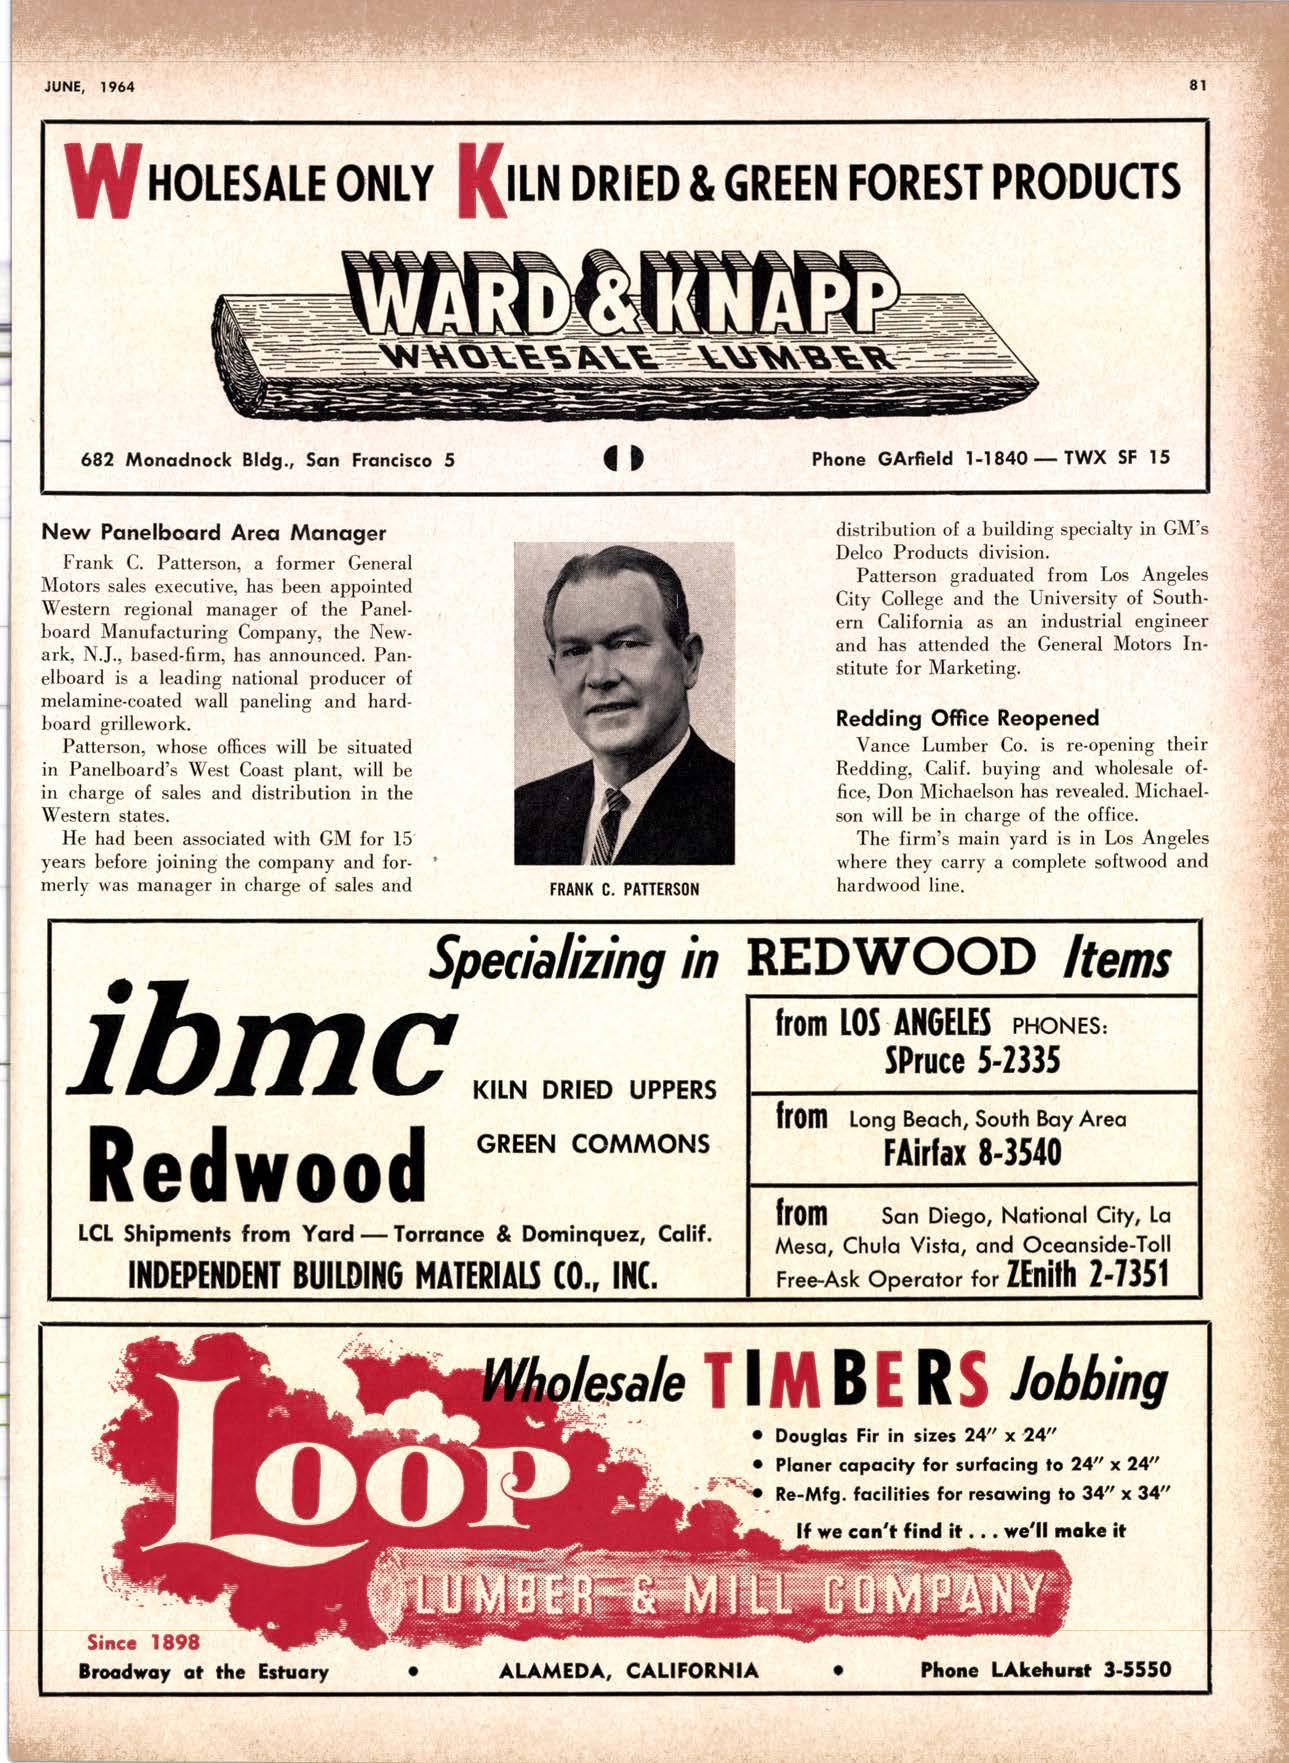 JUNE, 1964
81
WHOLESALE ONLY KILN DRIED & GREEN FOREST PRODUCTS
WARD & KNAPP
WHOLESALE LUMBER
682 Monadnock Bldg., San Francisco 5
Phone GArfield 1-1840 — TWX SF 15
New Panelboard Area Manager
Frank C. Patterson, a former General
Motors sales executive, has been appointed
Western regional manager of the Panel-
board Manufacturing Company, the New-
ark, N.J., based-firm, has announced. Pan-
elboard is a leading national producer of
melamine-coated wall paneling and hard-
board grillework.
Patterson, whose offices will be situated
in Panelboard's West Coast plant, will be
in charge of sales and distribution in the
Western states.
He had been associated with GM for 15
years before joining the company and for-
merly was manager in charge of sales and
FRANK C. PATTERSON
distribution of a building specialty in GM's
Delco Products division.
Patterson graduated from Los Angeles
City College and the University of South-
ern California as an industrial engineer
and has attended the General Motors In-
stitute for Marketing.
Redding Office Reopened
Vance Lumber Co. is re-opening their
Redding, Calif. buying and wholesale of-
fice, Don Michaelson has revealed. Michael-
son will be in charge of the office.
The firm's main yard is in Los Angeles
where they carry a complete softwood and
hardwood line.
Specializing in REDWOOD Items
ibmc
Redwood
KILN DRIED UPPERS
GREEN COMMONS
LCL Shipments from Yard — Torrance & Dominquez, Calif.
INDEPENDENT BUILDING MATERIALS CO., INC.
from LOS ANGELES PHONES:
SPruce 5-2335
from Long Beach, South Bay Area
FAirfax 8-3540
from San Diego, National City, La
Mesa, Chula Vista, and Oceanside-Toll
Free-Ask Operator for ZEnith 2-7351
Wholesale TIMBERS Jobbing
• Douglas Fir in sizes 24" x 24"
• Planer capacity for surfacing to 24" x 24"
• Re-Mfg. facilities for resawing to 34" x 34"
If we can't find it . . . we'll make it
LOOP
LUMBER & MILL COMPANY
Since 1898
Broadway at the Estuary • ALAMEDA, CALIFORNIA • Phone LAkehurst 3-5550